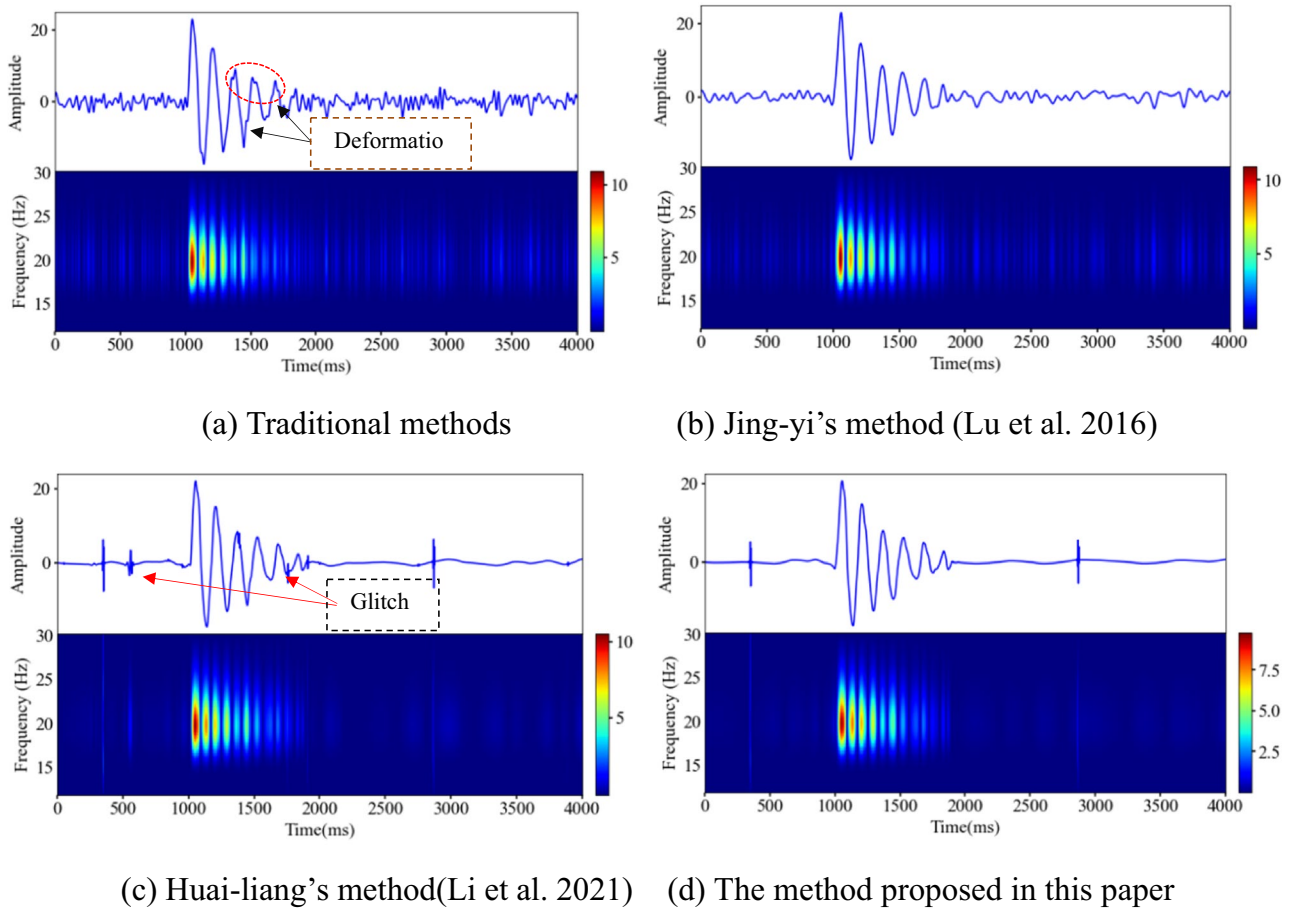 20
Amplitude
0
Deformatio
30
25
20
15
Frequency (Hz)
10
5
0 500 1000 1500 2000 2500 3000 3500 4000
Time(ms)
20
Amplitude
0
30
25
20
15
Frequency (Hz)
10
5
0 500 1000 1500 2000 2500 3000 3500 4000
Time(ms)
(a) Traditional methods
(b) Jing-yi’s method (Lu et al. 2016)
20
Amplitude
0
Glitch
30
25
20
15
Frequency (Hz)
10
5
0 500 1000 1500 2000 2500 3000 3500 4000
Time(ms)
20
Amplitude
0
30
25
20
15
Frequency (Hz)
7.5
5.0
2.5
0 500 1000 1500 2000 2500 3000 3500 4000
Time(ms)
(c) Huai-liang’s method(Li et al. 2021)
(d) The method proposed in this paper